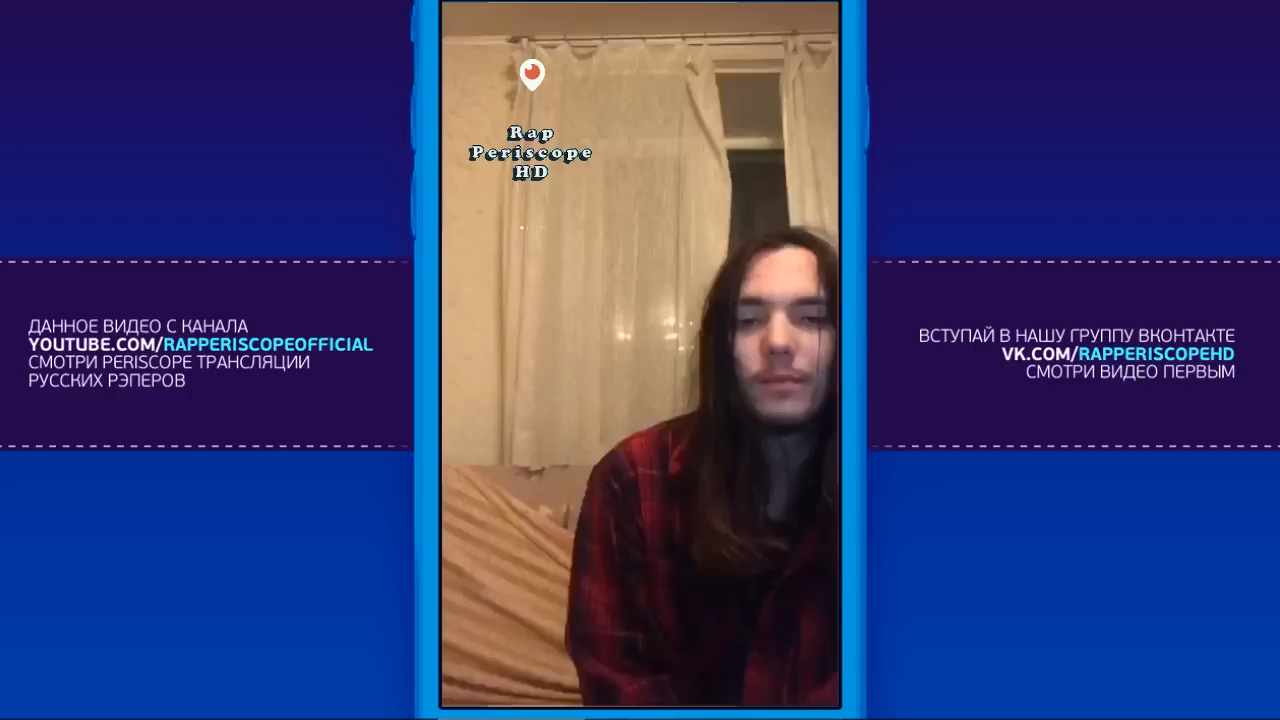 Rap
Periscope
HD
ДАННОЕ ВИДЕО С КАНАЛА
YOUTUBE.COM/RAPPERISCOPEOFFICIAL
СМОТРИ PERISCOPE ТРАНСЛЯЦИИ
РУССКИХ РЭПЕРОВ
ВСТУПАЙ В НАШУ ГРУППУ ВКОНТАКТЕ
VK.COM/RAPPERISCOPEHD
СМОТРИ ВИДЕО ПЕРВЫМ